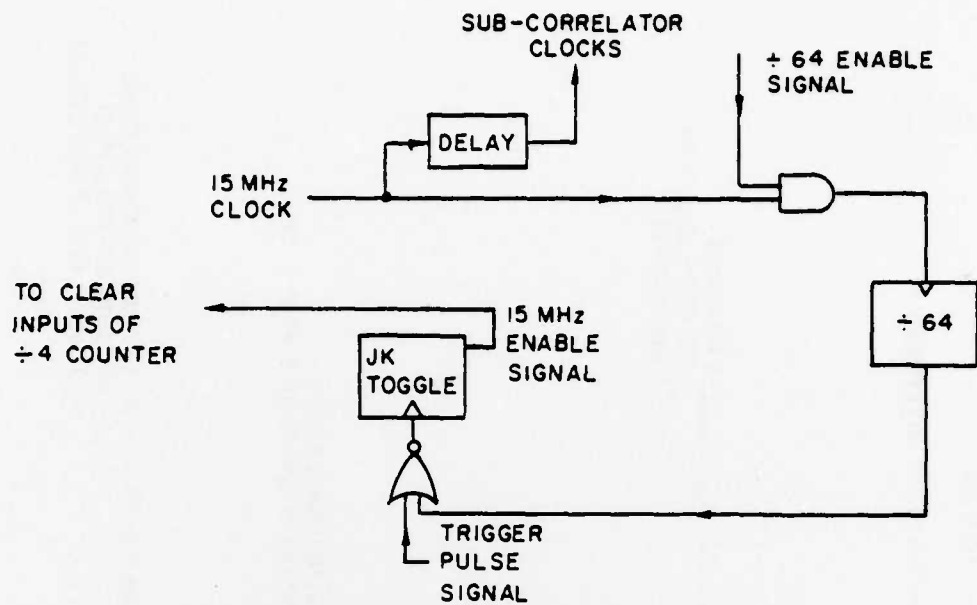 SUB-CORRELATOR
CLOCKS
÷ 64 ENABLE
SIGNAL
DELAY
15 MHz
CLOCK
TO CLEAR
INPUTS OF
÷4 COUNTER
15 MHz
ENABLE
SIGNAL
JK
TOGGLE
÷ 64
TRIGGER
PULSE
SIGNAL